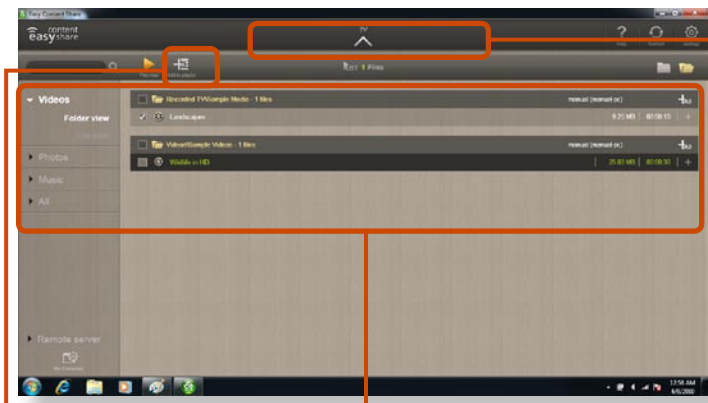 Easy Content Share
easy content share
TV
Help
Refresh
Settings
Play now
Add to playlist
1 Files
Videos
Folder view
Photos
Music
All
Recorded TV\Sample Media - 1 files
manual (manual-pc)
Landscapes
9.25 MB
00:00:13
Videos\Sample Videos - 1 files
manual (manual-pc)
Wildlife in HD
25.03 MB
00:00:30
Remote server
My Computer
12:58 AM